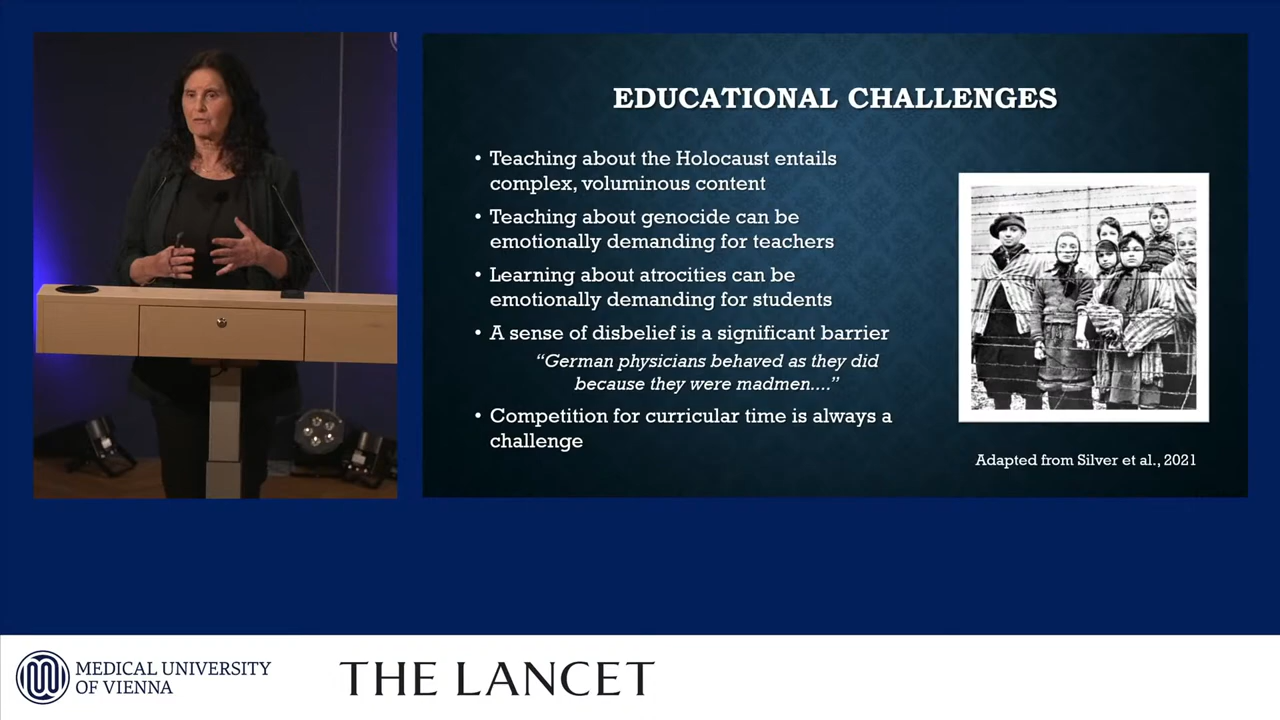 EDUCATIONAL CHALLENGES
• Teaching about the Holocaust entails
complex, voluminous content
• Teaching about genocide can be
emotionally demanding for teachers
• Learning about atrocities can be
emotionally demanding for students
• A sense of disbelief is a significant barrier
“German physicians behaved as they did
because they were madmen....”
• Competition for curricular time is always a
challenge
Adapted from Silver et al., 2021
MEDICAL UNIVERSITY
OF VIENNA
THE LANCET